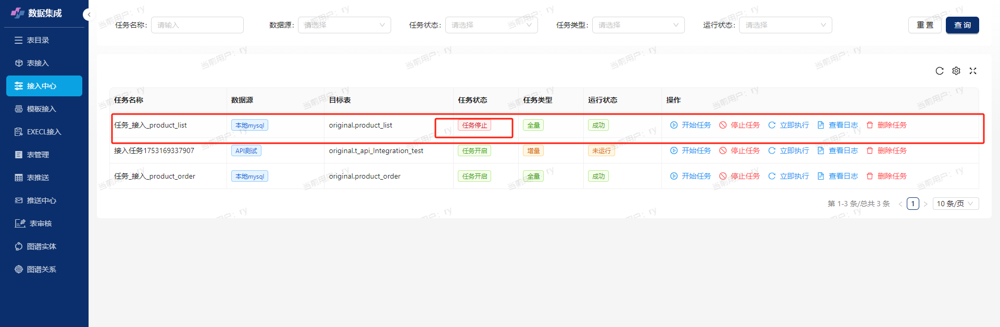 数据集成
表目录
表接入
接入中心
模板接入
EXECL接入
表管理
表推送
推送中心
表审核
图谱实体
图谱关系
任务名称: 请输入 数据源: 请选择 任务状态: 请选择 任务类型: 请选择 运行状态: 请选择 重置 查询
任务名称 数据源 目标表 任务状态 任务类型 运行状态 操作
任务_接入_product_list 本地mysql original.product_list 任务停止 全量 成功 开始任务 停止任务 立即执行 查看日志 删除任务
接入任务1753169337907 API测试 original.t_api_Integration_test 任务开启 增量 未运行 开始任务 停止任务 立即执行 查看日志 删除任务
任务_接入_product_order 本地mysql original.product_order 任务开启 全量 成功 开始任务 停止任务 立即执行 查看日志 删除任务
第 1-3 条/总共 3 条 1 10 条/页
当前用户：ry